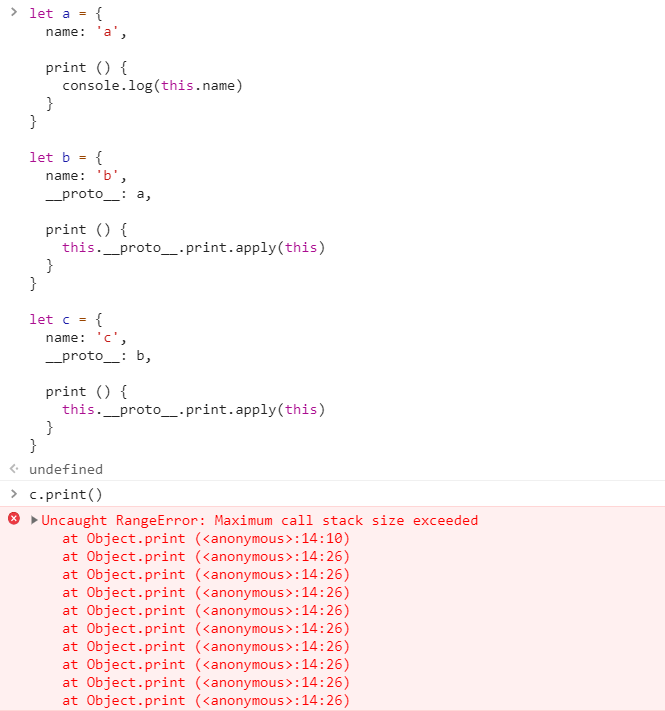 > let a = {
    name: 'a',

    print () {
      console.log(this.name)
    }
  }

  let b = {
    name: 'b',
    __proto__: a,

    print () {
      this.__proto__.print.apply(this)
    }
  }

  let c = {
    name: 'c',
    __proto__: b,

    print () {
      this.__proto__.print.apply(this)
    }
  }
undefined
> c.print()
Uncaught RangeError: Maximum call stack size exceeded
    at Object.print (<anonymous>:14:10)
    at Object.print (<anonymous>:14:26)
    at Object.print (<anonymous>:14:26)
    at Object.print (<anonymous>:14:26)
    at Object.print (<anonymous>:14:26)
    at Object.print (<anonymous>:14:26)
    at Object.print (<anonymous>:14:26)
    at Object.print (<anonymous>:14:26)
    at Object.print (<anonymous>:14:26)
    at Object.print (<anonymous>:14:26)